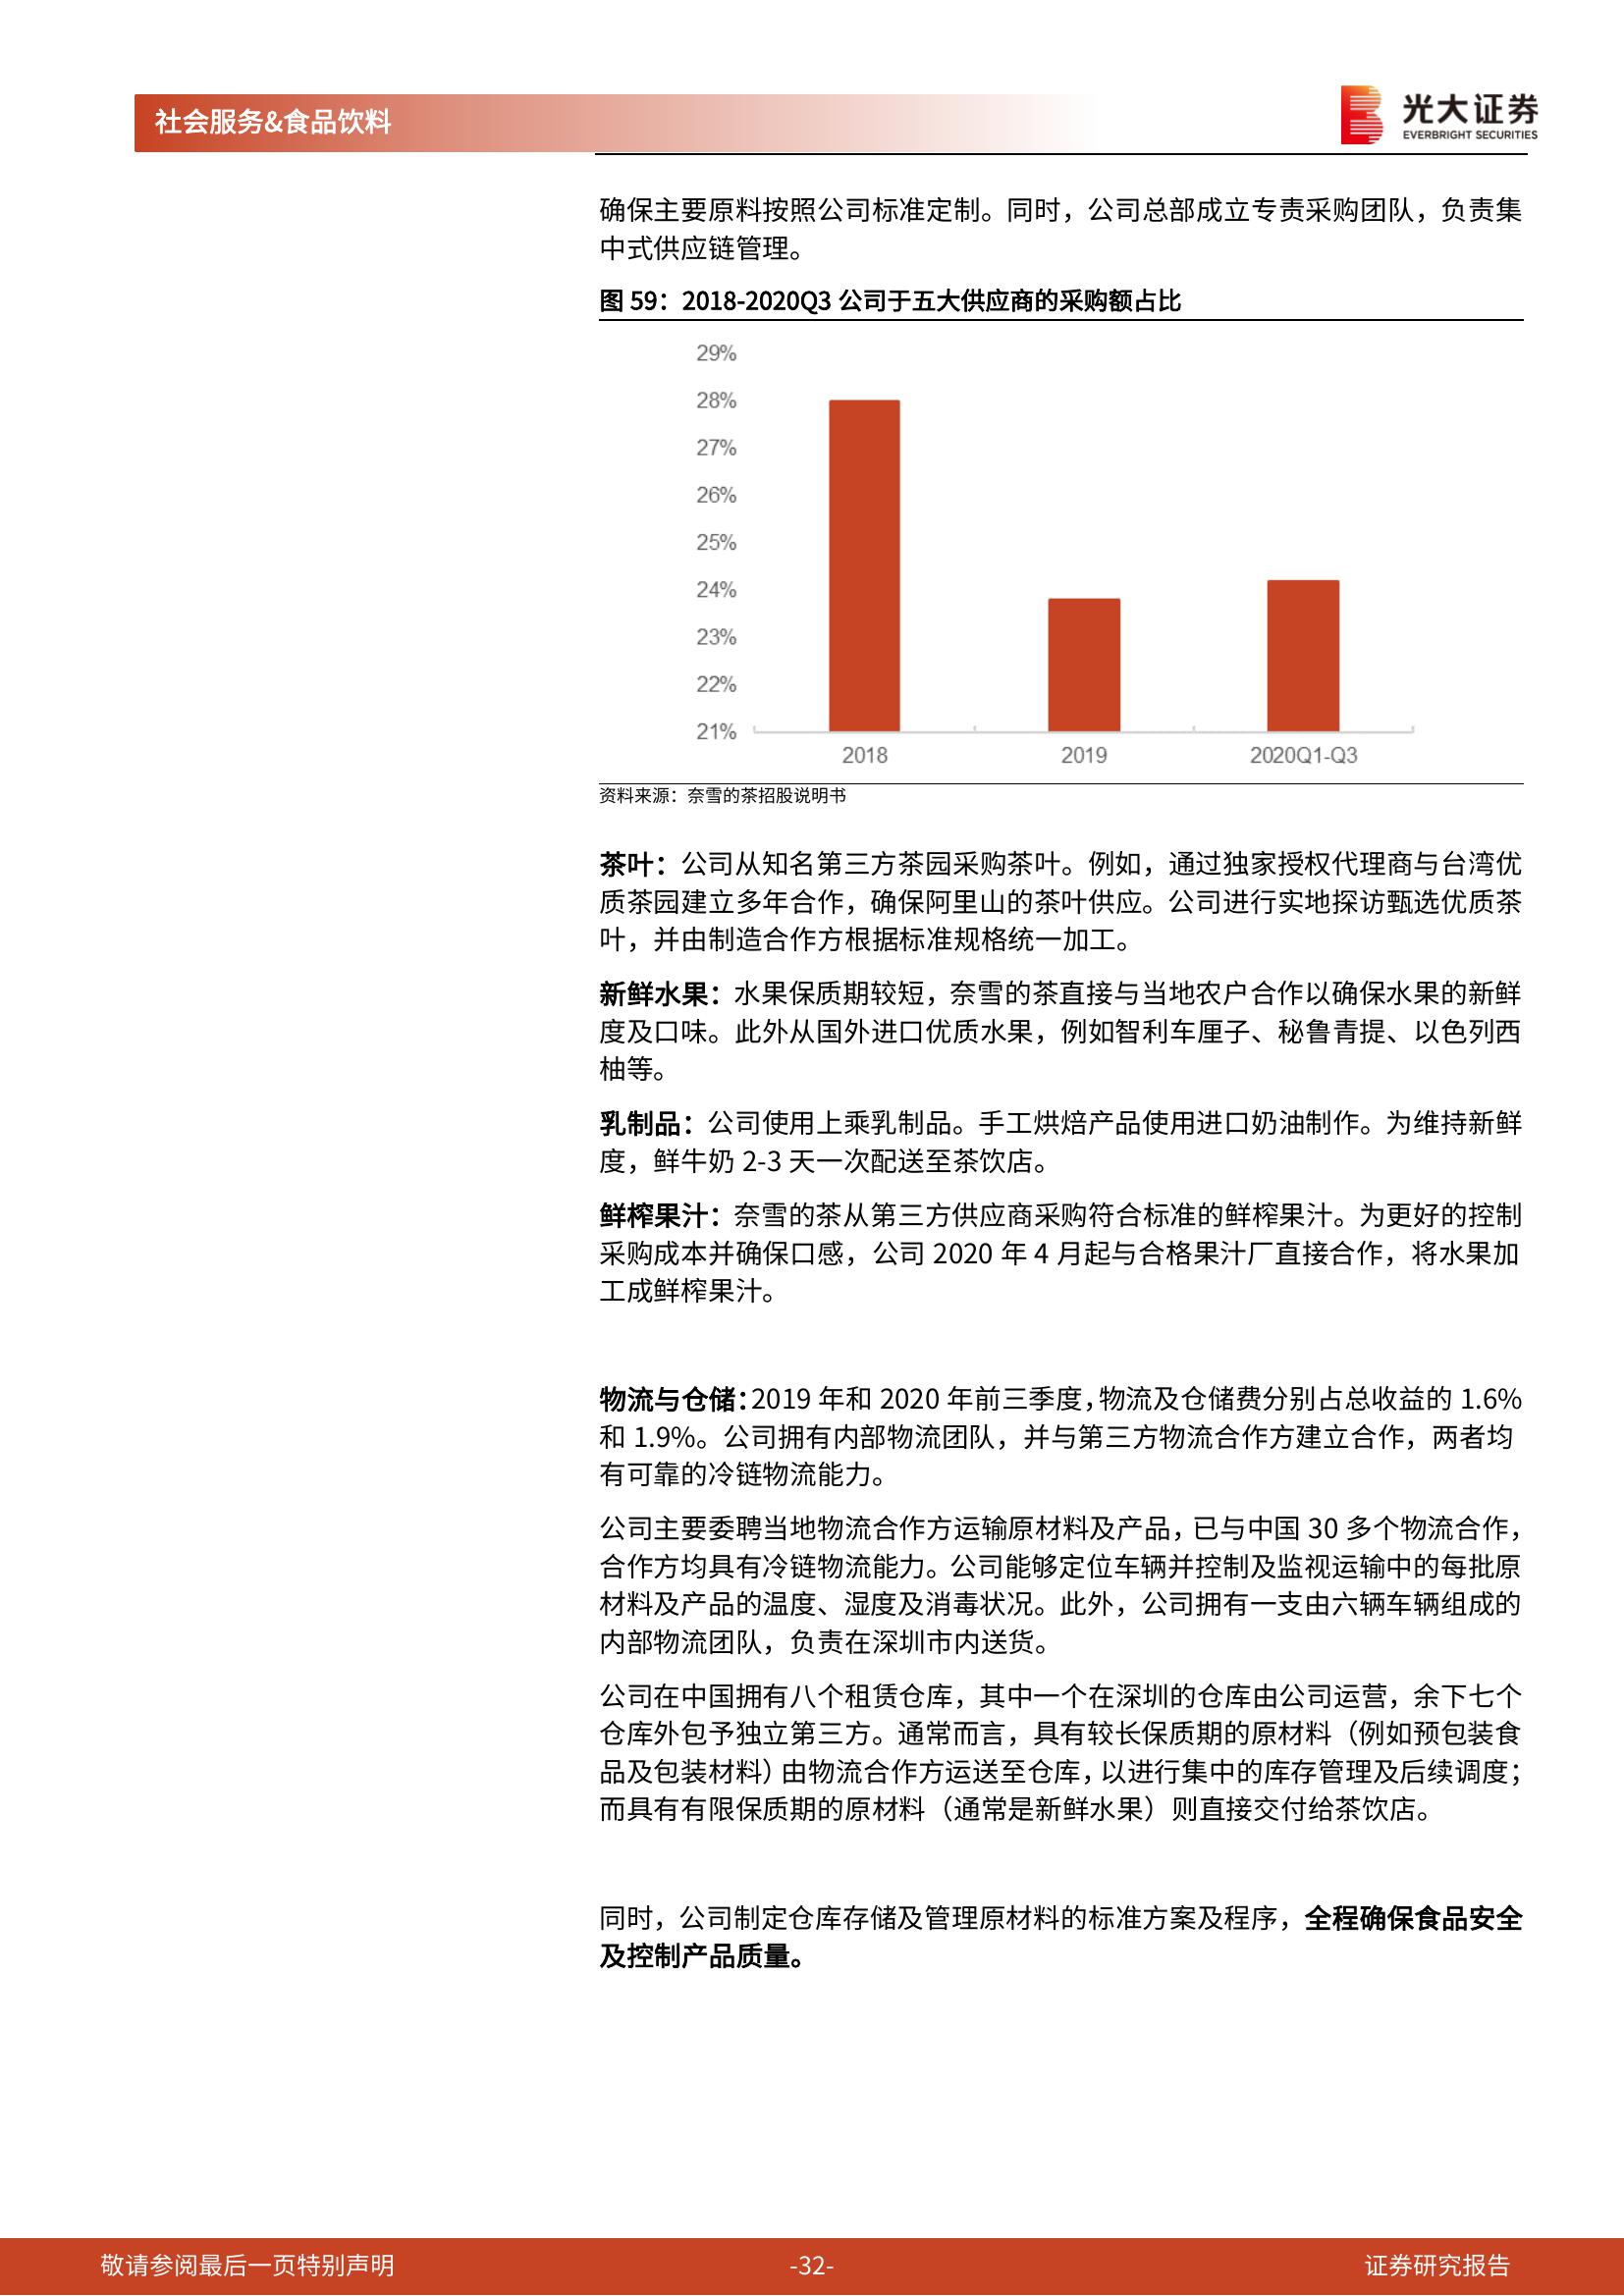 社会服务&食品饮料
光大证券
EVERBRIGHT SECURITIES
确保主要原料按照公司标准定制。同时，公司总部成立专责采购团队，负责集
中式供应链管理。
图 59：2018-2020Q3 公司于五大供应商的采购额占比
29%
28%
27%
26%
25%
24%
23%
22%
21%
2018 2019 2020Q1-Q3
资料来源：奈雪的茶招股说明书
茶叶：公司从知名第三方茶园采购茶叶。例如，通过独家授权代理商与台湾优
质茶园建立多年合作，确保阿里山的茶叶供应。公司进行实地探访甄选优质茶
叶，并由制造合作方根据标准规格统一加工。
新鲜水果：水果保质期较短，奈雪的茶直接与当地农户合作以确保水果的新鲜
度及口味。此外从国外进口优质水果，例如智利车厘子、秘鲁青提、以色列西
柚等。
乳制品：公司使用上乘乳制品。手工烘焙产品使用进口奶油制作。为维持新鲜
度，鲜牛奶 2-3 天一次配送至茶饮店。
鲜榨果汁：奈雪的茶从第三方供应商采购符合标准的鲜榨果汁。为更好的控制
采购成本并确保口感，公司 2020 年 4 月起与合格果汁厂直接合作，将水果加
工成鲜榨果汁。
物流与仓储：2019 年和 2020 年前三季度，物流及仓储费分别占总收益的 1.6%
和 1.9%。公司拥有内部物流团队，并与第三方物流合作方建立合作，两者均
有可靠的冷链物流能力。
公司主要委聘当地物流合作方运输原材料及产品，已与中国 30 多个物流合作，
合作方均具有冷链物流能力。公司能够定位车辆并控制及监视运输中的每批原
材料及产品的温度、湿度及消毒状况。此外，公司拥有一支由六辆车辆组成的
内部物流团队，负责在深圳市内送货。
公司在中国拥有八个租赁仓库，其中一个在深圳的仓库由公司运营，余下七个
仓库外包予独立第三方。通常而言，具有较长保质期的原材料（例如预包装食
品及包装材料）由物流合作方运送至仓库，以进行集中的库存管理及后续调度；
而具有有限保质期的原材料（通常是新鲜水果）则直接交付给茶饮店。
同时，公司制定仓库存储及管理原材料的标准方案及程序，全程确保食品安全
及控制产品质量。
敬请参阅最后一页特别声明 -32- 证券研究报告